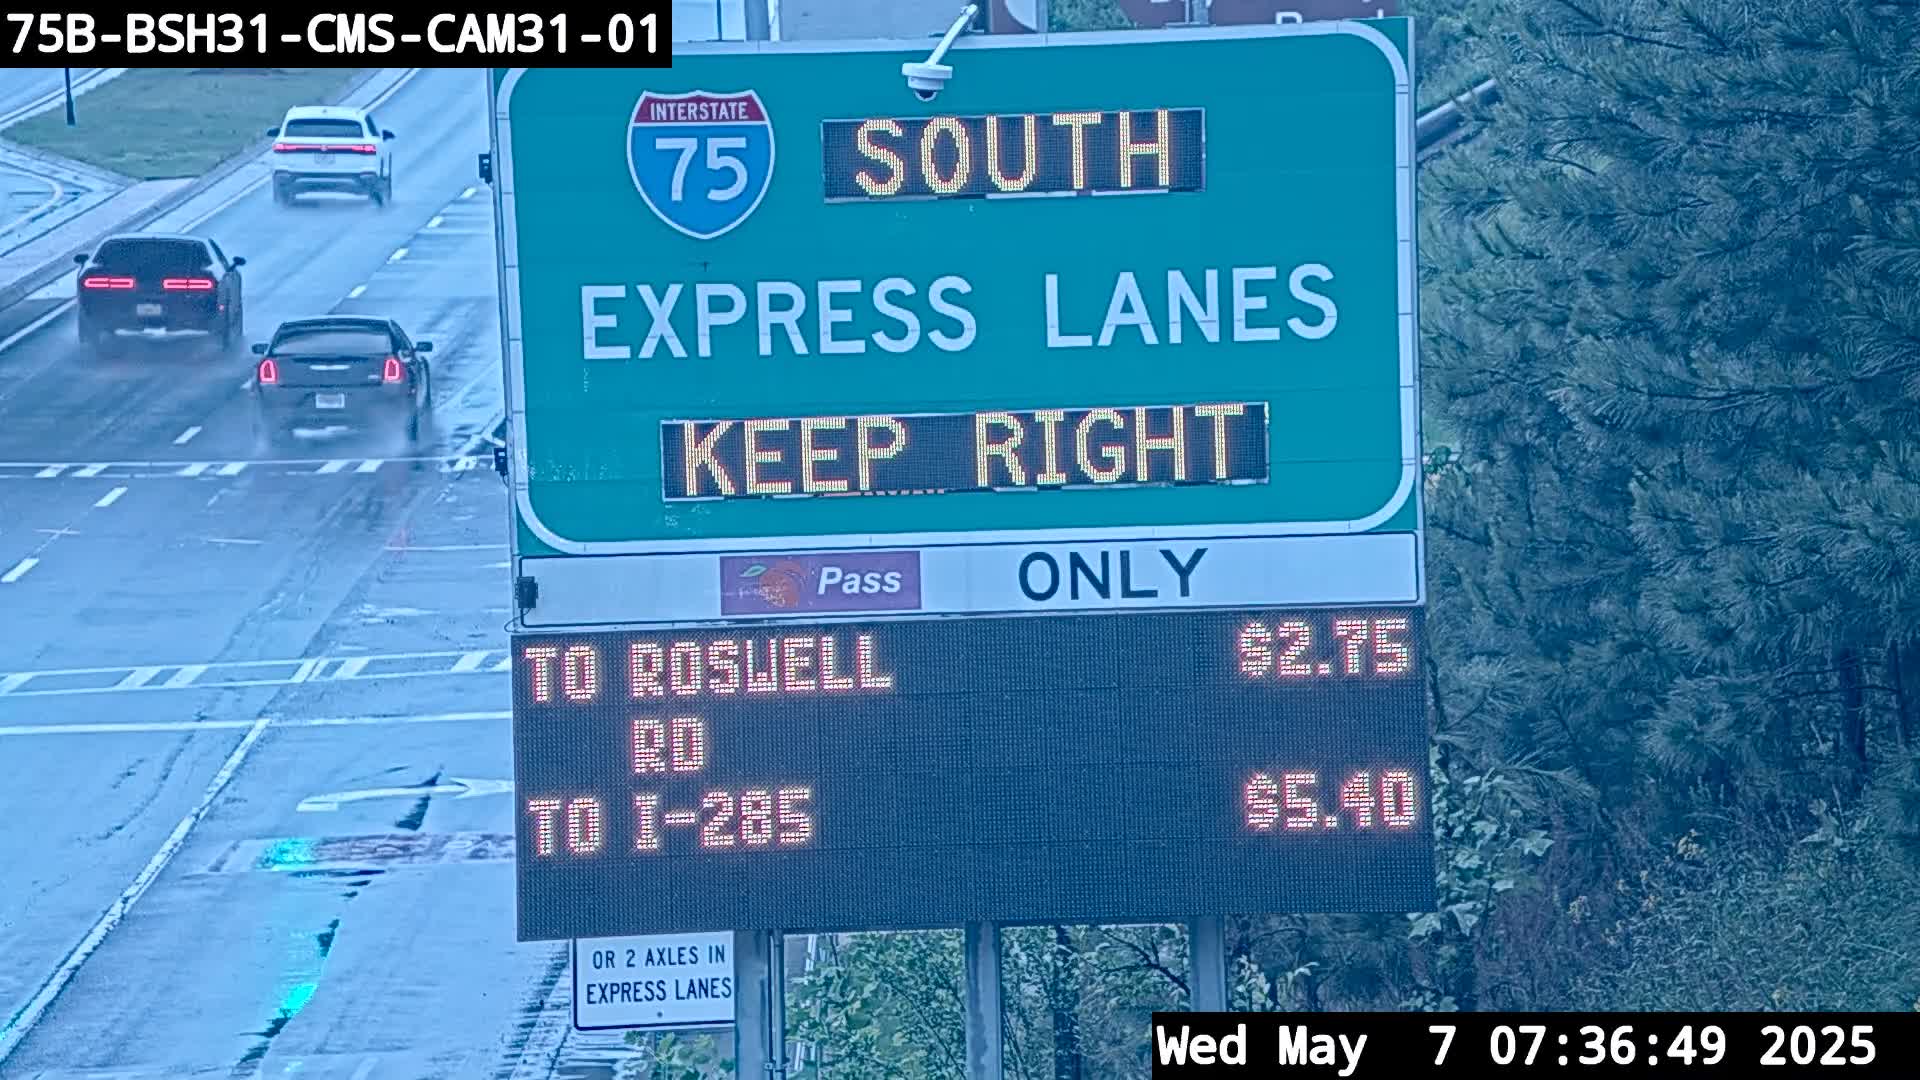 75B-BSH31-CMS-CAM31-01
INTERSTATE
75
SOUTH
EXPRESS LANES
KEEP RIGHT
Pass ONLY
TO ROSWELL $2.75
RD
TO I-285 $5.40
OR 2 AXLES IN
EXPRESS LANES
Wed May 7 07:36:49 2025